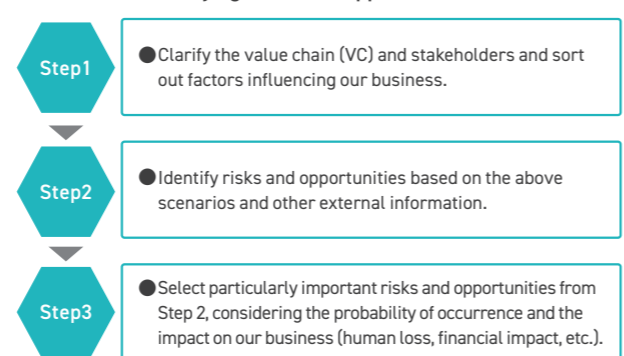 Step1
●Clarify the value chain (VC) and stakeholders and sort
out factors influencing our business.
Step2
●Identify risks and opportunities based on the above
scenarios and other external information.
Step3
●Select particularly important risks and opportunities from
Step 2, considering the probability of occurrence and the
impact on our business (human loss, financial impact, etc.).